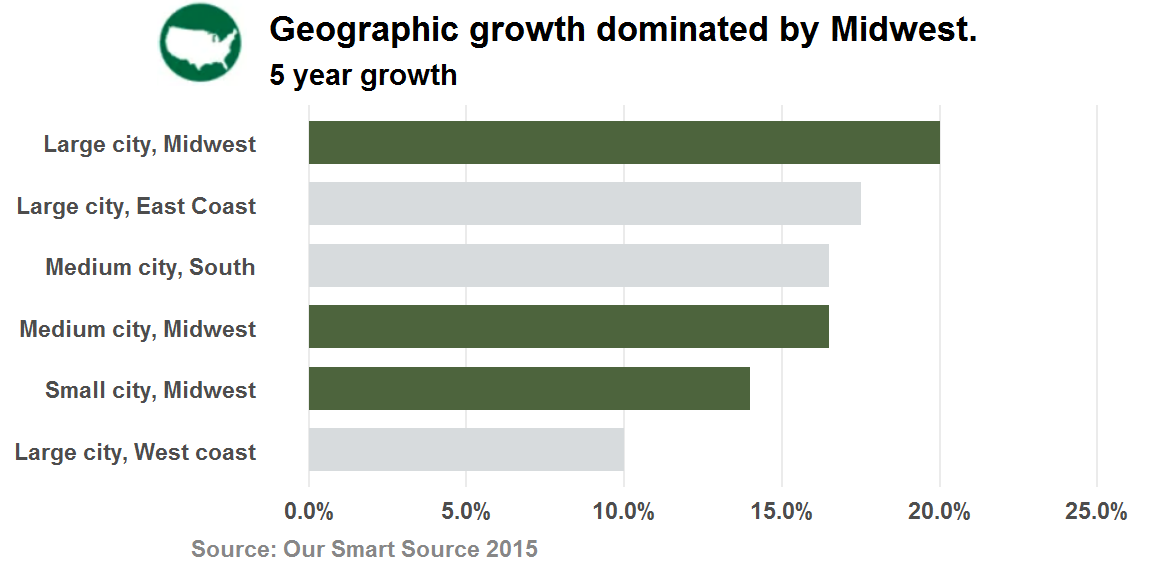 Geographic growth dominated by Midwest.
5 year growth
Large city, Midwest
Large city, East Coast
Medium city, South
Medium city, Midwest
Small city, Midwest
Large city, West coast
0.0% 5.0% 10.0% 15.0% 20.0% 25.0%
Source: Our Smart Source 2015